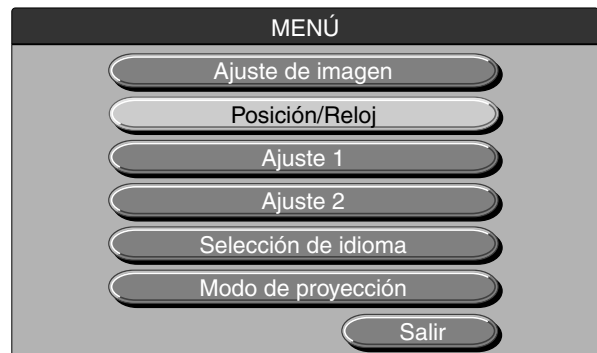 MENÚ
Ajuste de imagen
Posición/Reloj
Ajuste 1
Ajuste 2
Selección de idioma
Modo de proyección
Salir